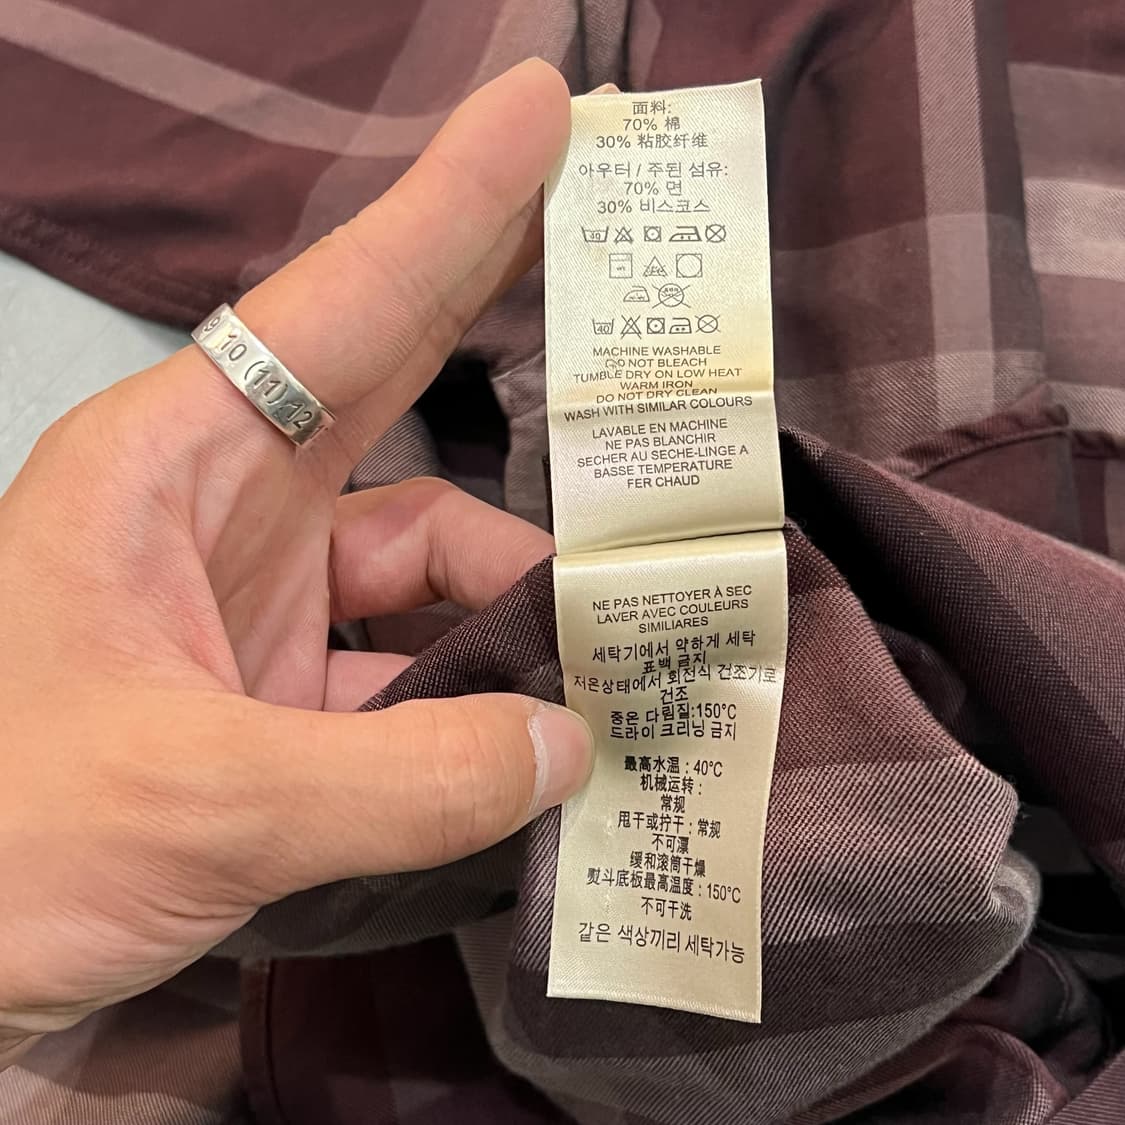 面料:
70% 棉
30% 粘胶纤维
아우터 / 주된 섬유:
70% 면
30% 비스코스
40
40
MACHINE WASHABLE
DO NOT BLEACH
TUMBLE DRY ON LOW HEAT
WARM IRON
DO NOT DRY CLEAN
WASH WITH SIMILAR COLOURS
LAVABLE EN MACHINE
NE PAS BLANCHIR
SECHER AU SECHE-LINGE A
BASSE TEMPERATURE
FER CHAUD
NE PAS NETTOYER À SEC
LAVER AVEC COULEURS
SIMILIARES
세탁기에서 약하게 세탁
표백 금지
저온상태에서 회전식 건조기로
건조
중온 다림질:150°C
드라이 크리닝 금지
最高水温 : 40°C
机械运转 :
常规
甩干或拧干 : 常规
不可漂
缓和滚筒干燥
熨斗底板最高温度 : 150°C
不可干洗
같은 색상끼리 세탁가능
9 10 (11) 12